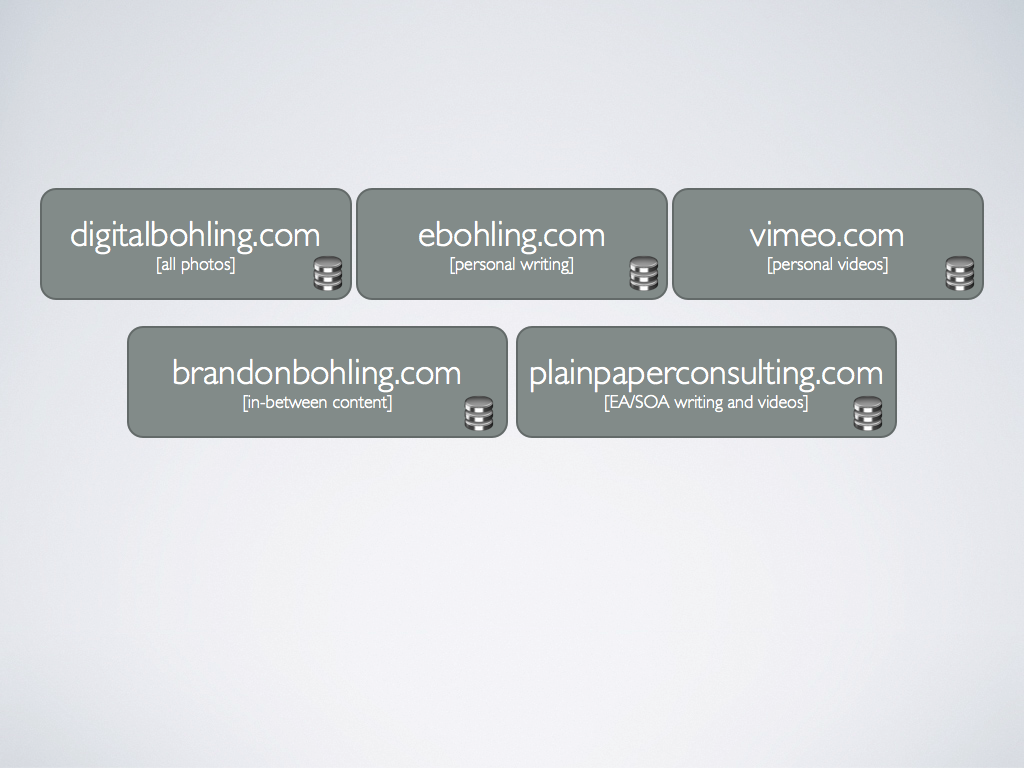 digitalbohling.com
[all photos]
ebohling.com
[personal writing]
vimeo.com
[personal videos]
brandonbohling.com
[in-between content]
plainpaperconsulting.com
[EA/SOA writing and videos]